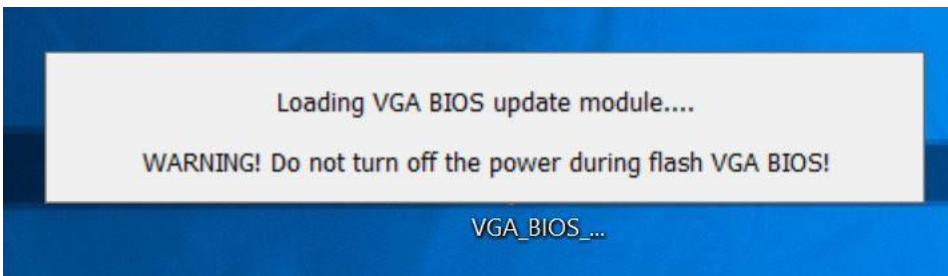 Loading VGA BIOS update module....
WARNING! Do not turn off the power during flash VGA BIOS!
VGA_BIOS_...